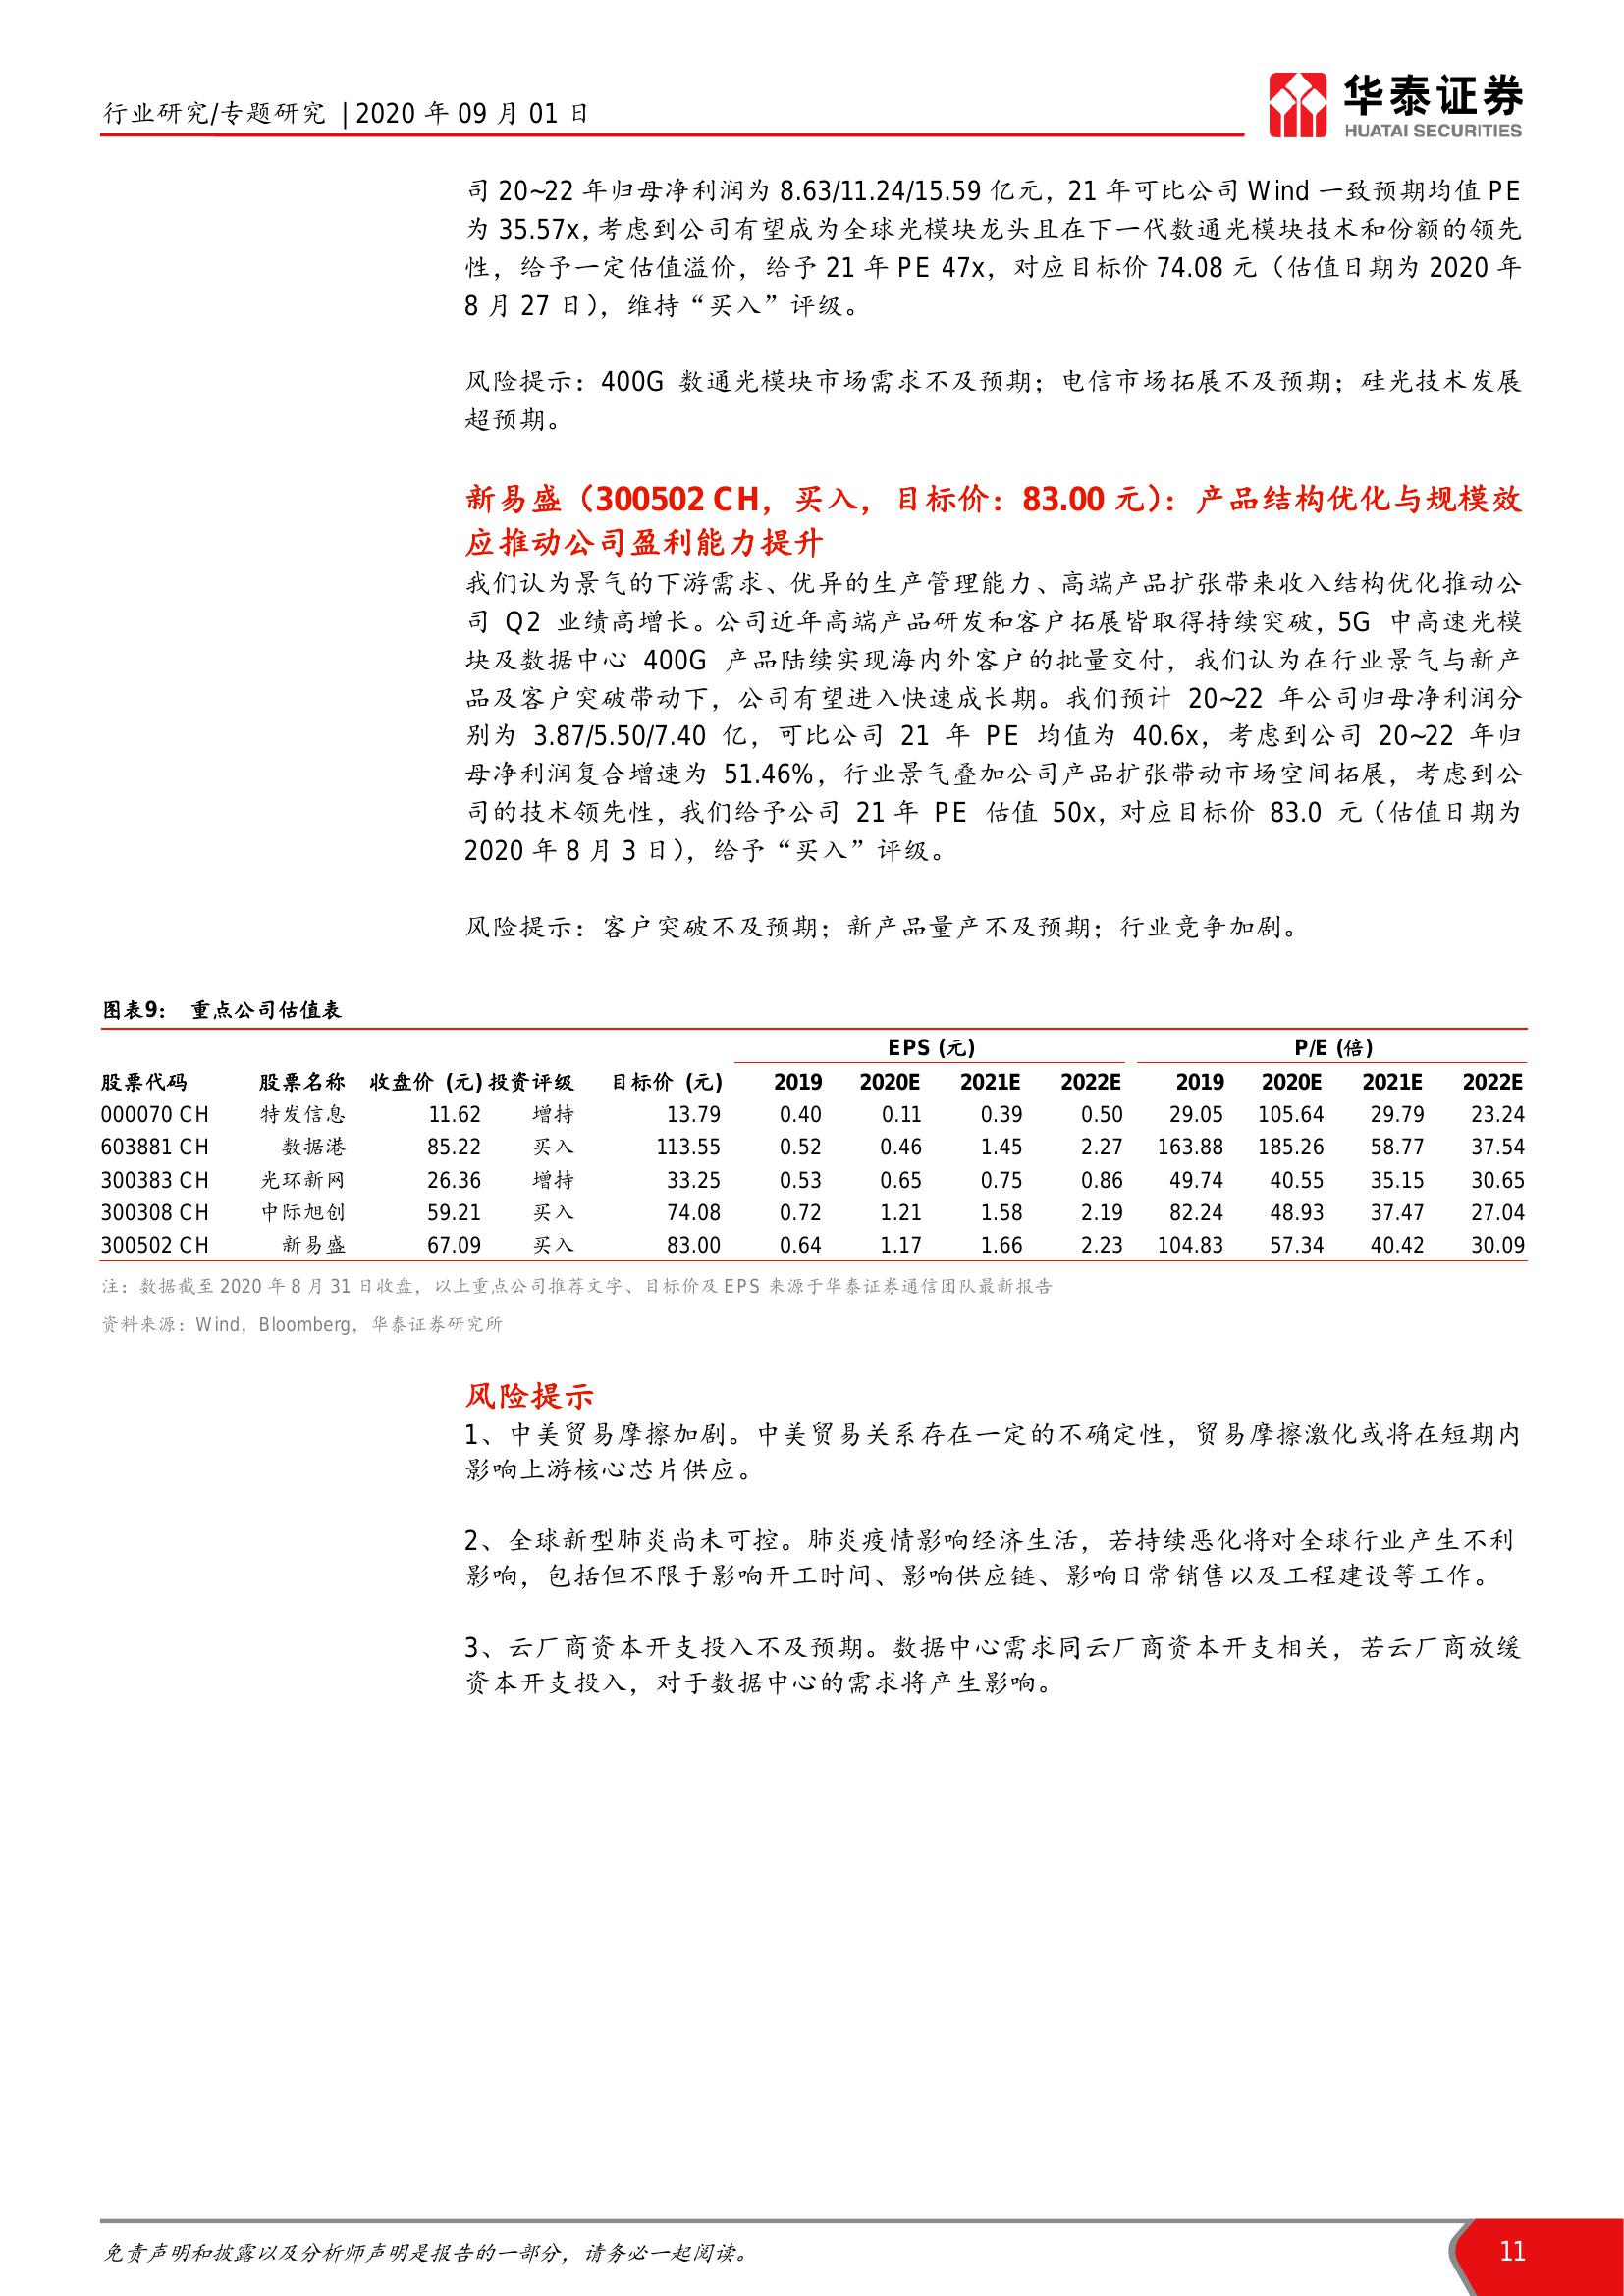 行业研究/专题研究 | 2020 年 09 月 01 日
华泰证券
HUATAI SECURITIES
司 20~22 年归母净利润为 8.63/11.24/15.59 亿元，21 年可比公司 Wind 一致预期均值 PE
为 35.57x，考虑到公司有望成为全球光模块龙头且在下一代数通光模块技术和份额的领先
性，给予一定估值溢价，给予 21 年 PE 47x，对应目标价 74.08 元（估值日期为 2020 年
8 月 27 日），维持“买入”评级。
风险提示：400G 数通光模块市场需求不及预期；电信市场拓展不及预期；硅光技术发展
超预期。
新易盛（300502 CH，买入，目标价：83.00 元）：产品结构优化与规模效
应推动公司盈利能力提升
我们认为景气的下游需求、优异的生产管理能力、高端产品扩张带来收入结构优化推动公
司 Q2 业绩高增长。公司近年高端产品研发和客户拓展皆取得持续突破，5G 中高速光模
块及数据中心 400G 产品陆续实现海内外客户的批量交付，我们认为在行业景气与新产
品及客户突破带动下，公司有望进入快速成长期。我们预计 20~22 年公司归母净利润分
别为 3.87/5.50/7.40 亿，可比公司 21 年 PE 均值为 40.6x，考虑到公司 20~22 年归
母净利润复合增速为 51.46%，行业景气叠加公司产品扩张带动市场空间拓展，考虑到公
司的技术领先性，我们给予公司 21 年 PE 估值 50x，对应目标价 83.0 元（估值日期为
2020 年 8 月 3 日），给予“买入”评级。
风险提示：客户突破不及预期；新产品量产不及预期；行业竞争加剧。
图表9： 重点公司估值表
EPS (元) P/E (倍)
股票代码 股票名称 收盘价 (元) 投资评级 目标价 (元) 2019 2020E 2021E 2022E 2019 2020E 2021E 2022E
000070 CH 特发信息 11.62 增持 13.79 0.40 0.11 0.39 0.50 29.05 105.64 29.79 23.24
603881 CH 数据港 85.22 买入 113.55 0.52 0.46 1.45 2.27 163.88 185.26 58.77 37.54
300383 CH 光环新网 26.36 增持 33.25 0.53 0.65 0.75 0.86 49.74 40.55 35.15 30.65
300308 CH 中际旭创 59.21 买入 74.08 0.72 1.21 1.58 2.19 82.24 48.93 37.47 27.04
300502 CH 新易盛 67.09 买入 83.00 0.64 1.17 1.66 2.23 104.83 57.34 40.42 30.09
注：数据截至 2020 年 8 月 31 日收盘，以上重点公司推荐文字、目标价及 EPS 来源于华泰证券通信团队最新报告
资料来源：Wind，Bloomberg，华泰证券研究所
风险提示
1、中美贸易摩擦加剧。中美贸易关系存在一定的不确定性，贸易摩擦激化或将在短期内
影响上游核心芯片供应。
2、全球新型肺炎尚未可控。肺炎疫情影响经济生活，若持续恶化将对全球行业产生不利
影响，包括但不限于影响开工时间、影响供应链、影响日常销售以及工程建设等工作。
3、云厂商资本开支投入不及预期。数据中心需求同云厂商资本开支相关，若云厂商放缓
资本开支投入，对于数据中心的需求将产生影响。
免责声明和披露以及分析师声明是报告的一部分，请务必一起阅读。
11